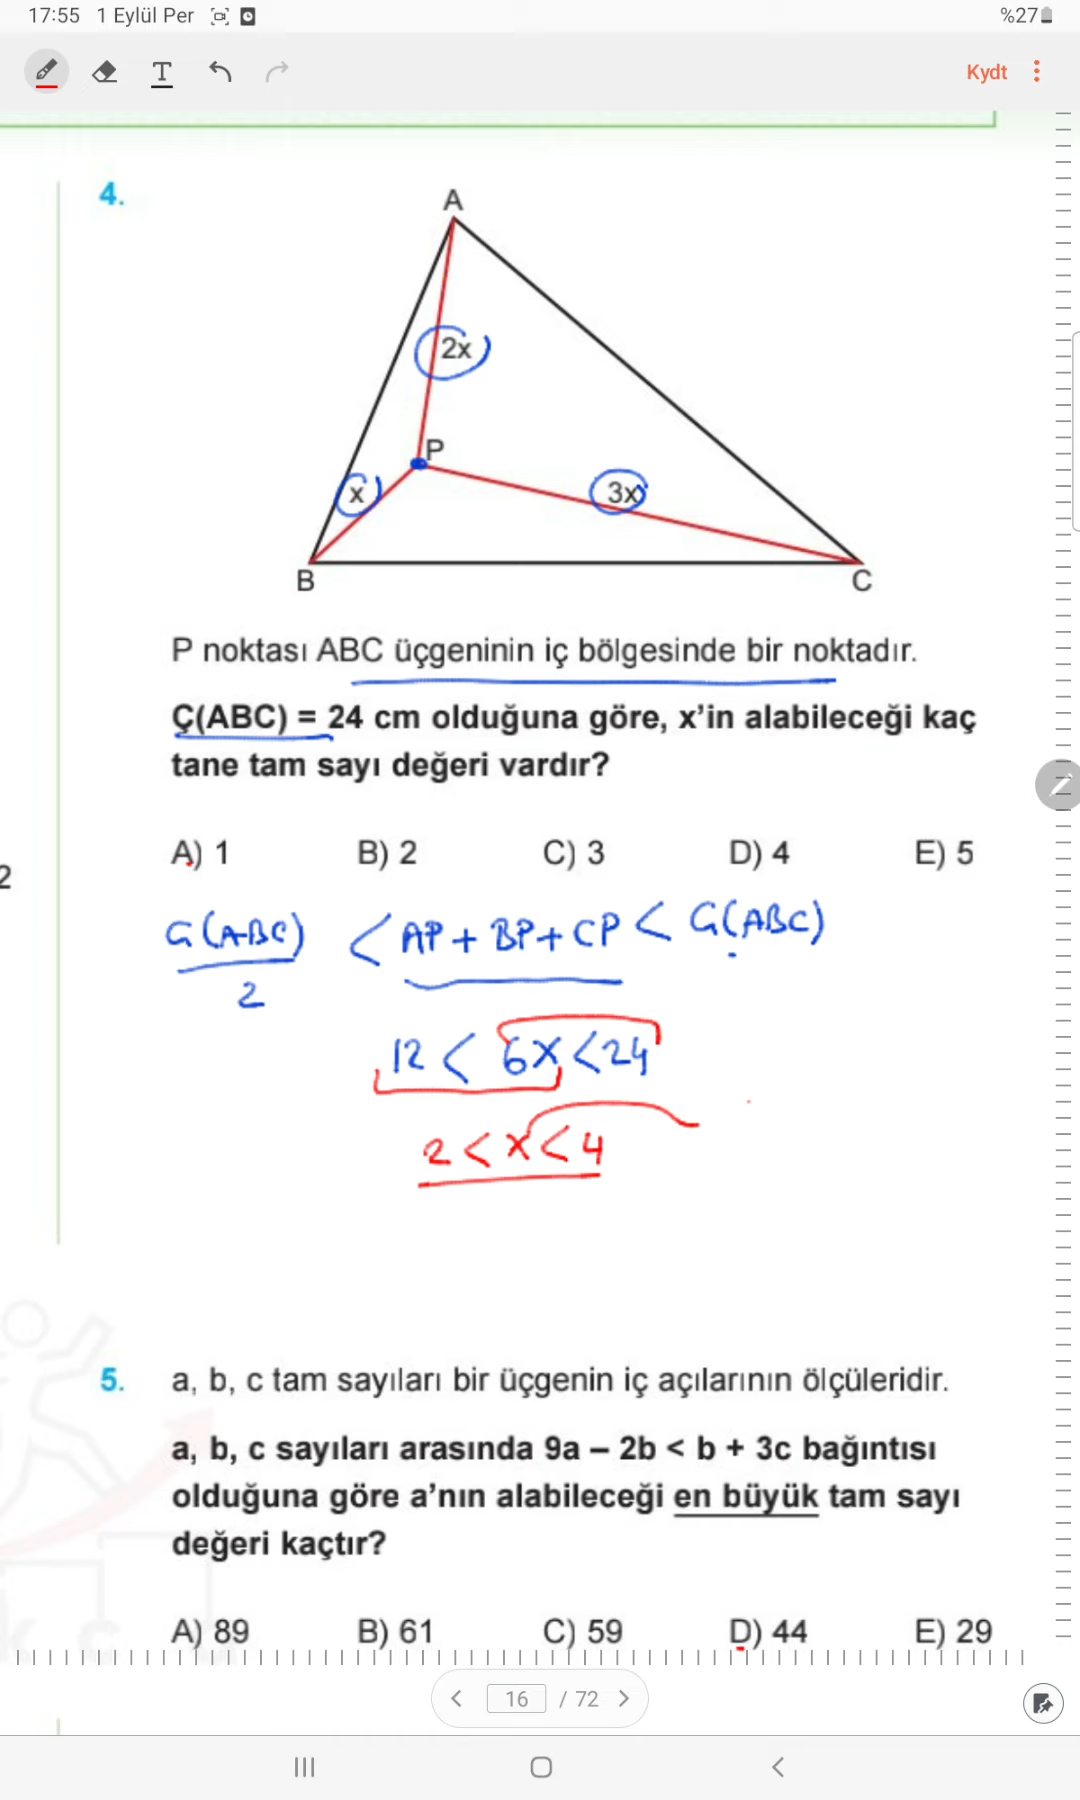 17:55 1 Eylül Per %27
T Kydt
4.
A
2x
P
x 3x
B C
P noktası ABC üçgeninin iç bölgesinde bir noktadır.
Ç(ABC) = 24 cm olduğuna göre, x'in alabileceği kaç
tane tam sayı değeri vardır?
2
A) 1 B) 2 C) 3 D) 4 E) 5
Ç(ABC)/2 < AP + BP + CP < Ç(ABC)
12 < 6x < 24
2 < x < 4
5. a, b, c tam sayıları bir üçgenin iç açılarının ölçüleridir.
a, b, c sayıları arasında 9a – 2b < b + 3c bağıntısı
olduğuna göre a'nın alabileceği en büyük tam sayı
değeri kaçtır?
A) 89 B) 61 C) 59 D) 44 E) 29
16 / 72